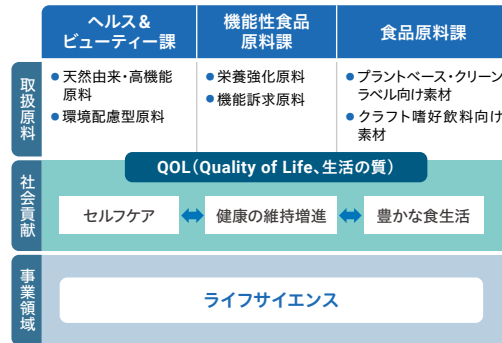 ヘルス&
ビューティー課
機能性食品
原料課
食品原料課
取扱原料
●天然由来・高機能
原料
●環境配慮型原料
●栄養強化原料
●機能訴求原料
●プラントベース・クリーン
ラベル向け素材
●クラフト嗜好飲料向け
素材
QOL（Quality of Life、生活の質）
社会貢献
セルフケア
健康の維持増進
豊かな食生活
事業領域
ライフサイエンス